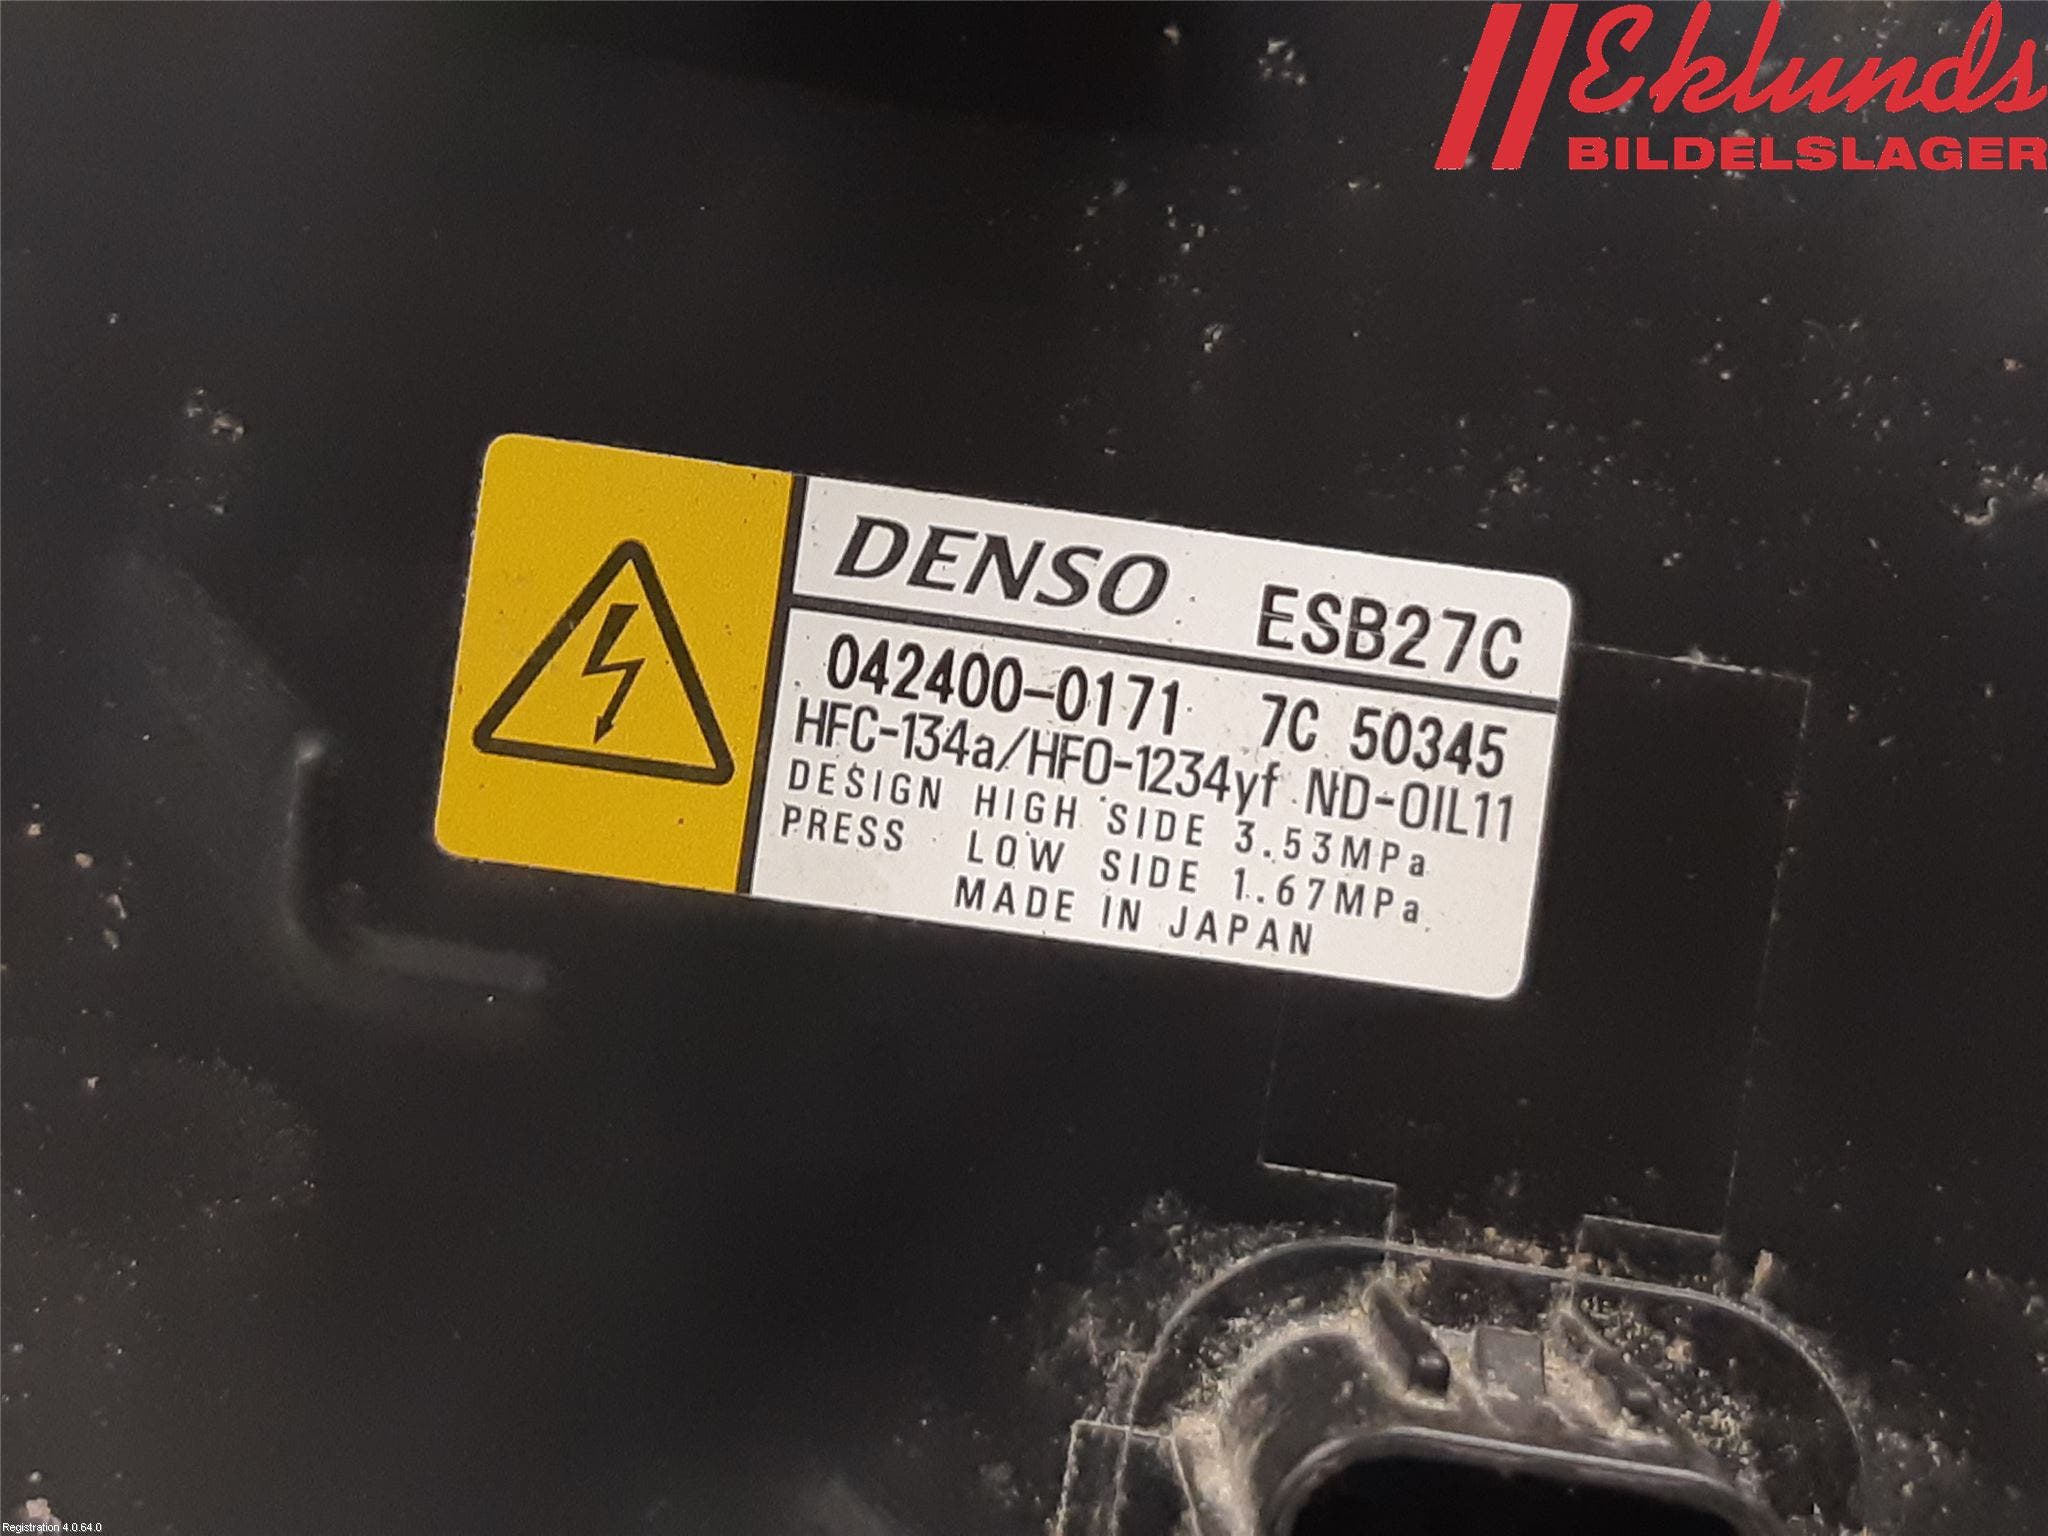 Eklunds
BILDELSLAGER
DENSO ESB27C
042400-0171 7C 50345
HFC-134a/HFO-1234yf ND-OIL11
DESIGN HIGH SIDE 3.53MPa
PRESS LOW SIDE 1.67MPa
MADE IN JAPAN
Registration 4.0.64.0